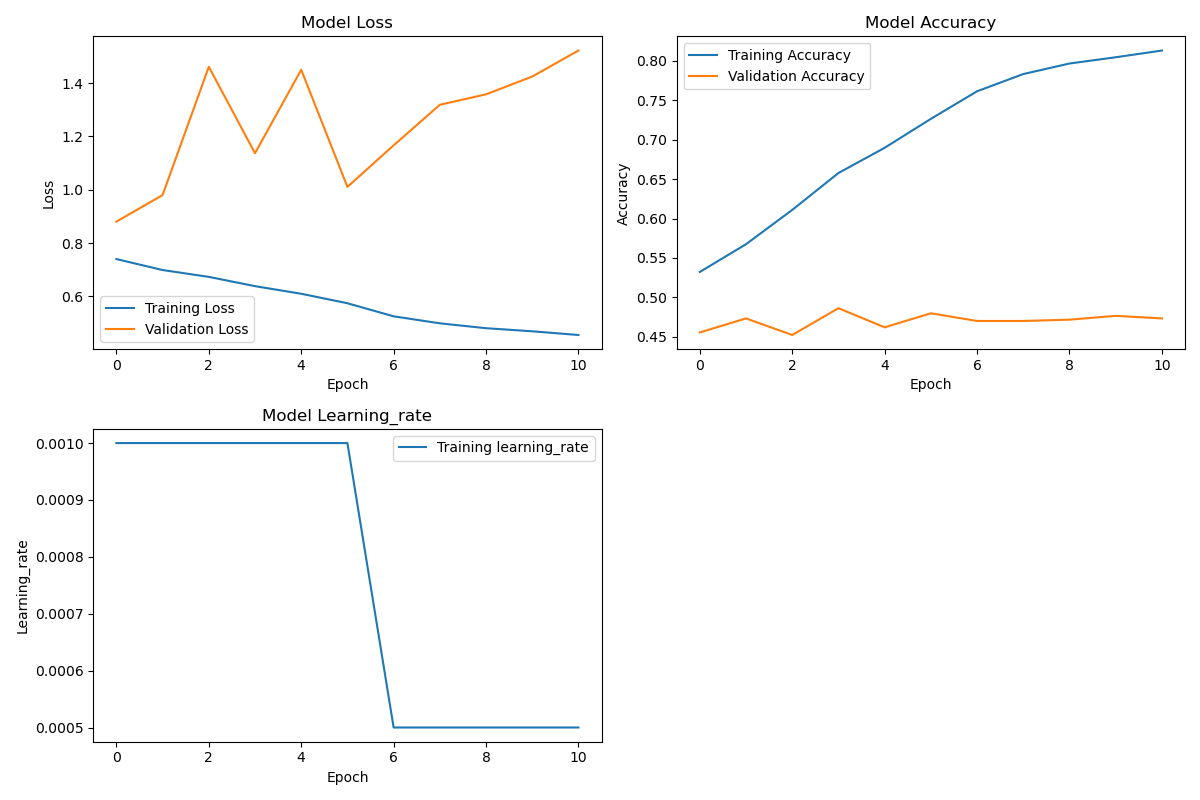 Model Loss
1.4
1.2
1.0
0.8
0.6
Loss
Training Loss
Validation Loss
0 2 4 6 8 10
Epoch
Model Accuracy
Training Accuracy
Validation Accuracy
0.80
0.75
0.70
0.65
0.60
0.55
0.50
0.45
Accuracy
0 2 4 6 8 10
Epoch
Model Learning_rate
Training learning_rate
0.0010
0.0009
0.0008
0.0007
0.0006
0.0005
Learning_rate
0 2 4 6 8 10
Epoch